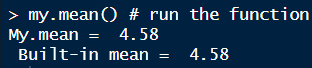 > my.mean() # run the function
My.mean =  4.58
 Built-in mean =  4.58